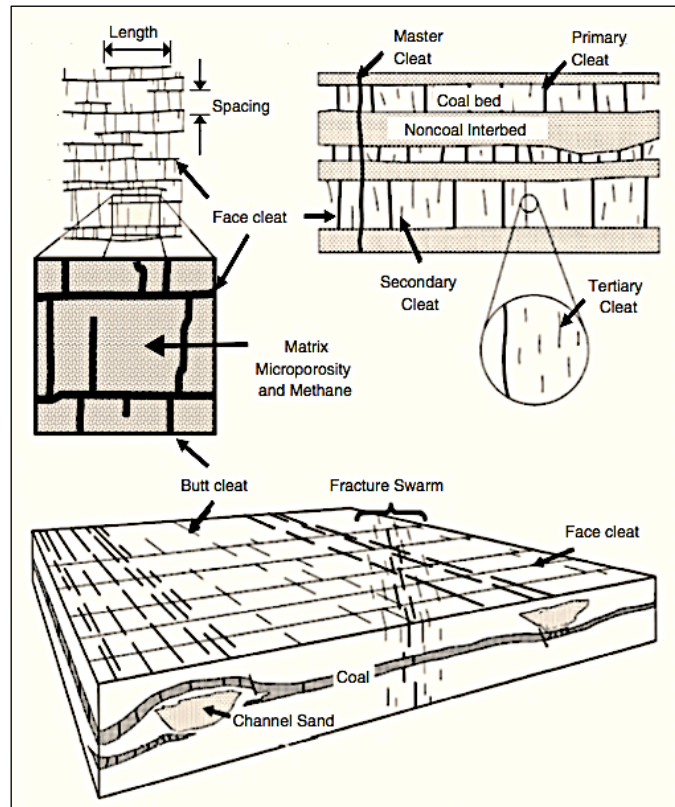 Length
Spacing
Face cleat
Matrix
Microporosity
and Methane
Butt cleat
Master
Cleat
Primary
Cleat
Coal bed
Noncoal Interbed
Secondary
Cleat
Tertiary
Cleat
Fracture Swarm
Face cleat
Coal
Channel Sand